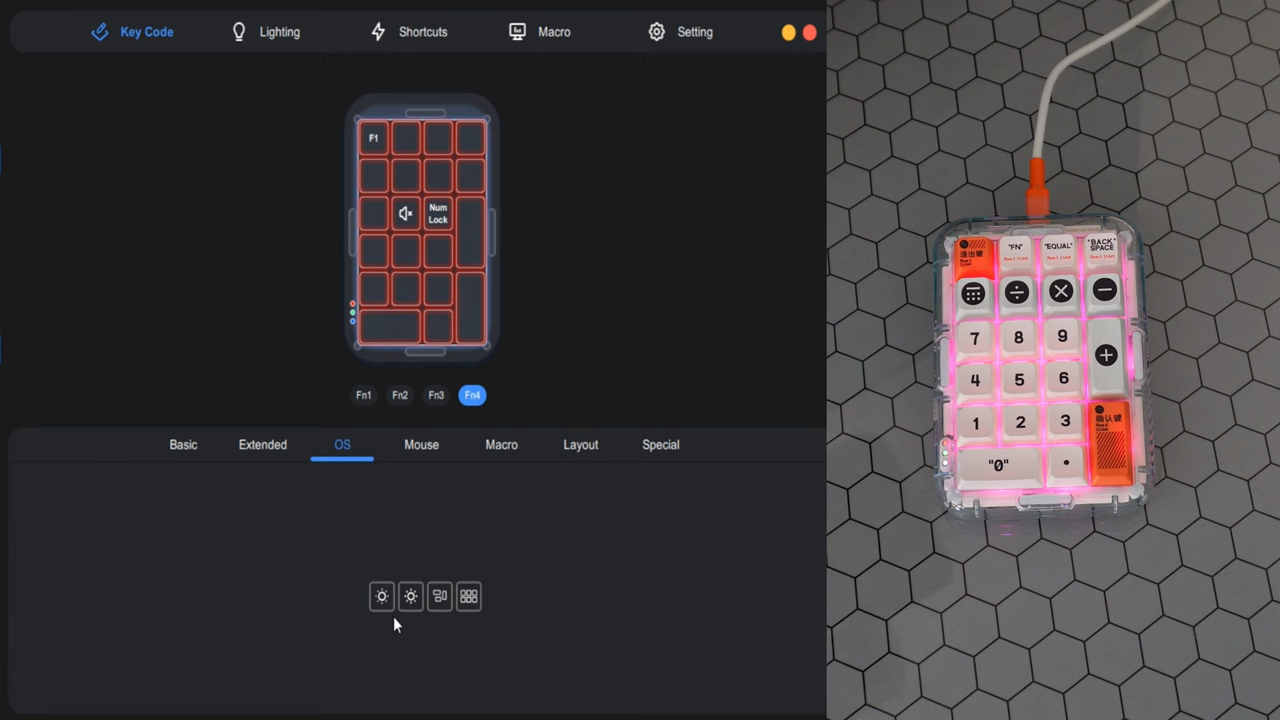 Key Code
Lighting
Shortcuts
Macro
Setting
F1
Num
Lock
Fn1
Fn2
Fn3
Fn4
Basic
Extended
OS
Mouse
Macro
Layout
Special
退出键
"FN"
"EQUAL"
"BACK
SPACE
÷
×
−
7
8
9
+
4
5
6
1
2
3
确认键
"0"
.